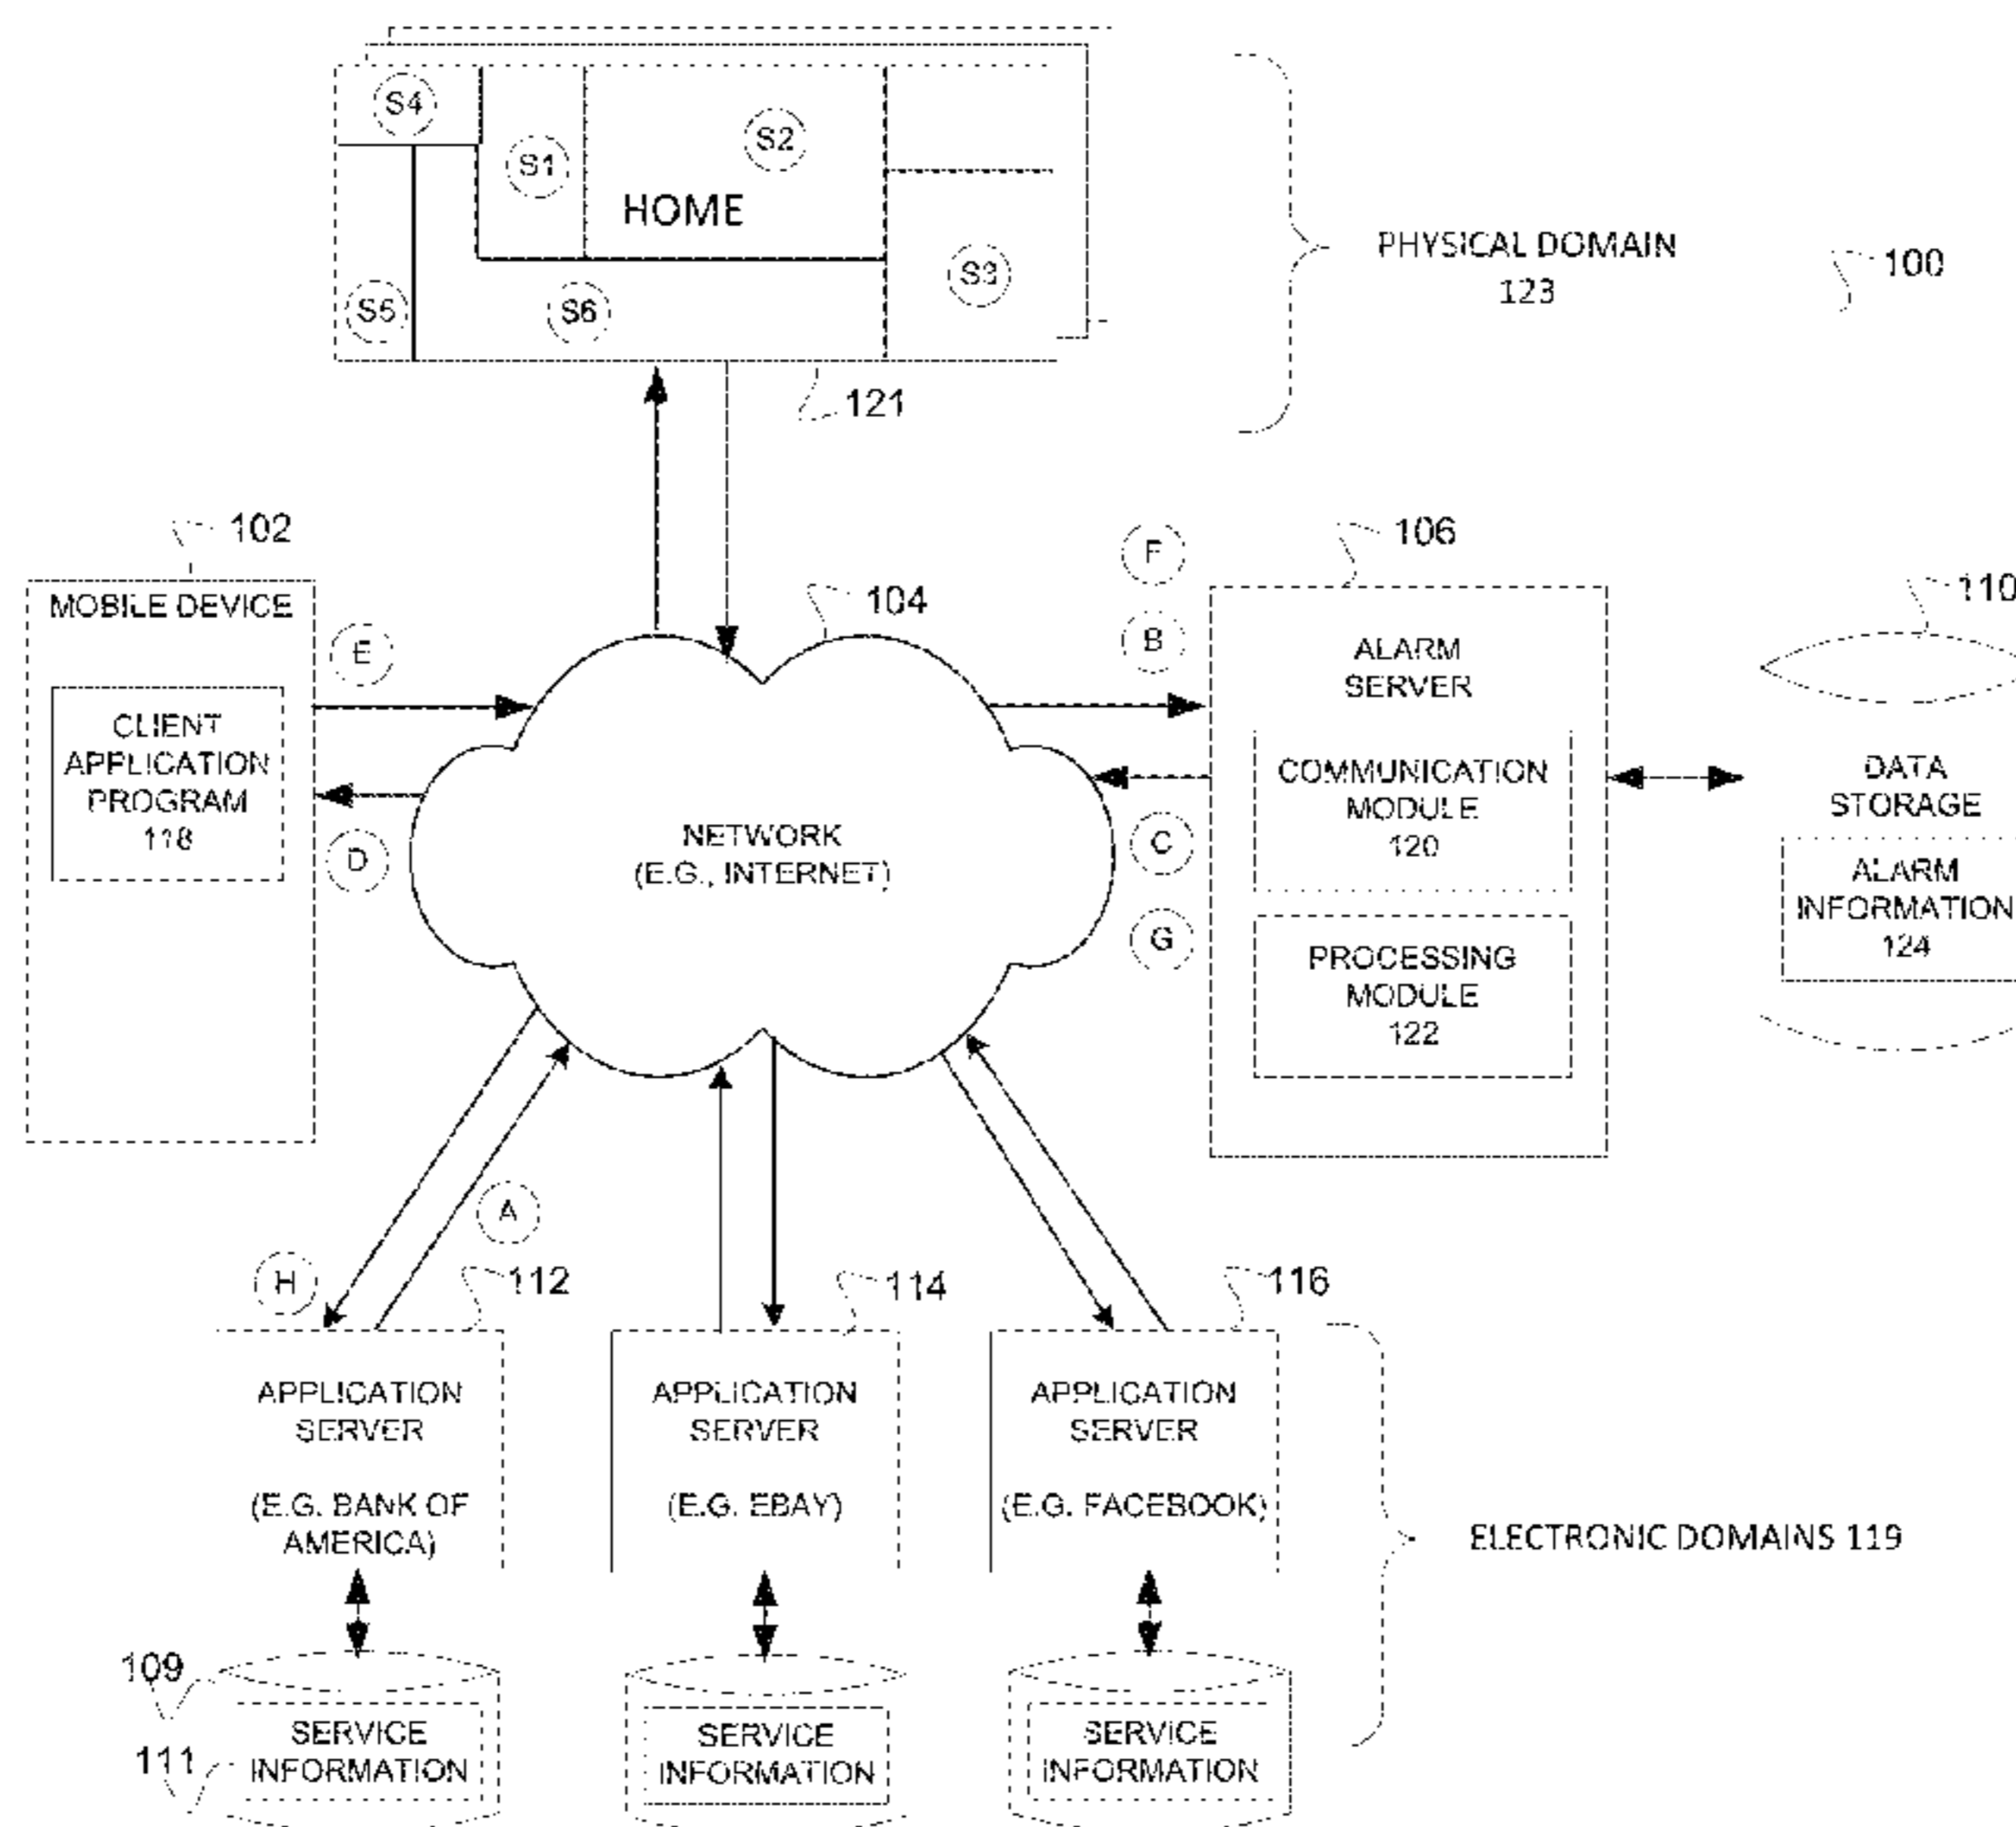 S4
S1
S2
HOME
S3
S5
S6
PHYSICAL DOMAIN
123
100
121
102
106
110
104
F
B
E
MOBILE DEVICE
CLIENT
APPLICATION
PROGRAM
118
D
NETWORK
(E.G., INTERNET)
C
G
ALARM
SERVER
COMMUNICATION
MODULE
120
PROCESSING
MODULE
122
DATA
STORAGE
ALARM
INFORMATION
124
A
H
112
114
116
APPLICATION
SERVER
(E.G. BANK OF
AMERICA)
APPLICATION
SERVER
(E.G. EBAY)
APPLICATION
SERVER
(E.G. FACEBOOK)
ELECTRONIC DOMAINS 119
109
111
SERVICE
INFORMATION
SERVICE
INFORMATION
SERVICE
INFORMATION